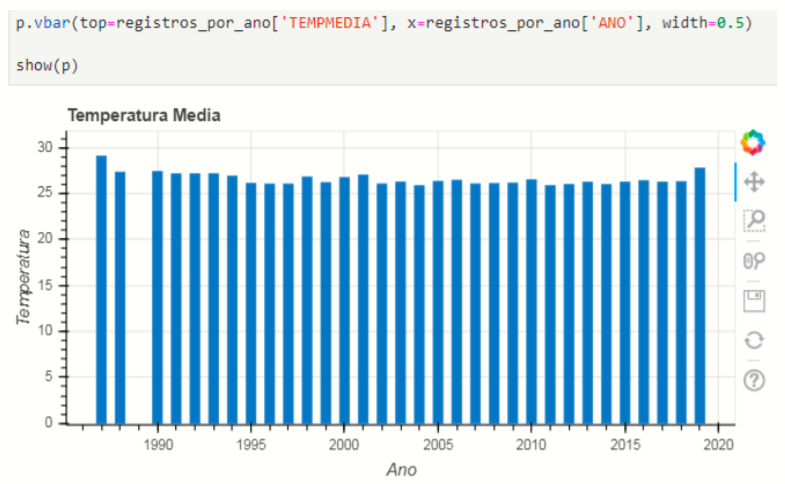 p.vbar(top=registros_por_ano['TEMPMEDIA'], x=registros_por_ano['ANO'], width=0.5)
show(p)
Temperatura Media
30
25
20
15
10
5
0
Temperatura
1990 1995 2000 2005 2010 2015 2020
Ano